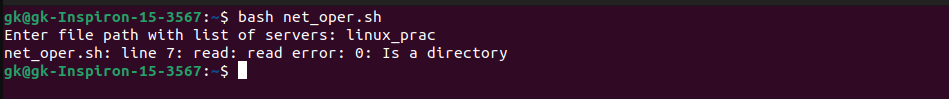 gk@gk-Inspiron-15-3567:~$ bash net_oper.sh
Enter file path with list of servers: linux_prac
net_oper.sh: line 7: read: read error: 0: Is a directory
gk@gk-Inspiron-15-3567:~$